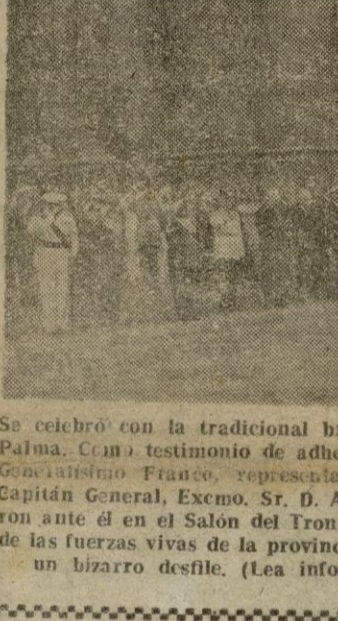 Se celebró con la tradicional br
Palma. Como testimonio de adhe
Generalísimo Franco, representa
Capitán General, Excmo. Sr. D. A
ron ante él en el Salón del Tron
de las fuerzas vivas de la provinc
un bizarro desfile. (Lea info